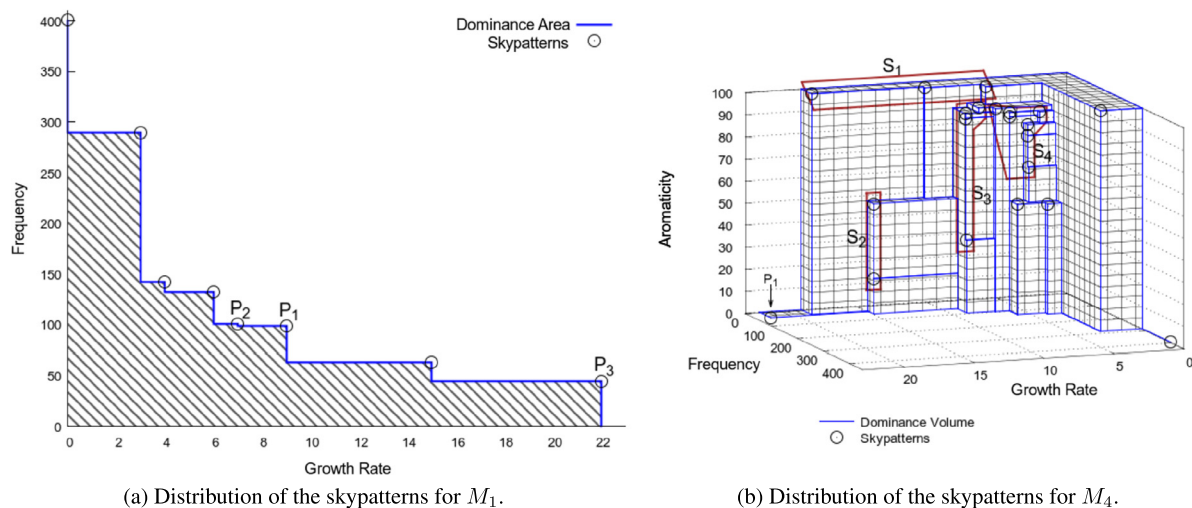 Dominance Area
Skypatterns
Frequency
400
350
300
250
200
150
100
50
0
P2
P1
P3
0 2 4 6 8 10 12 14 16 18 20 22
Growth Rate
(a) Distribution of the skypatterns for M1.
Aromaticity
100
90
80
70
60
50
40
30
20
10
0
S1
S2
S3
S4
P1
0
100
200
300
400
Frequency
20
15
10
5
0
Growth Rate
Dominance Volume
Skypatterns
(b) Distribution of the skypatterns for M4.